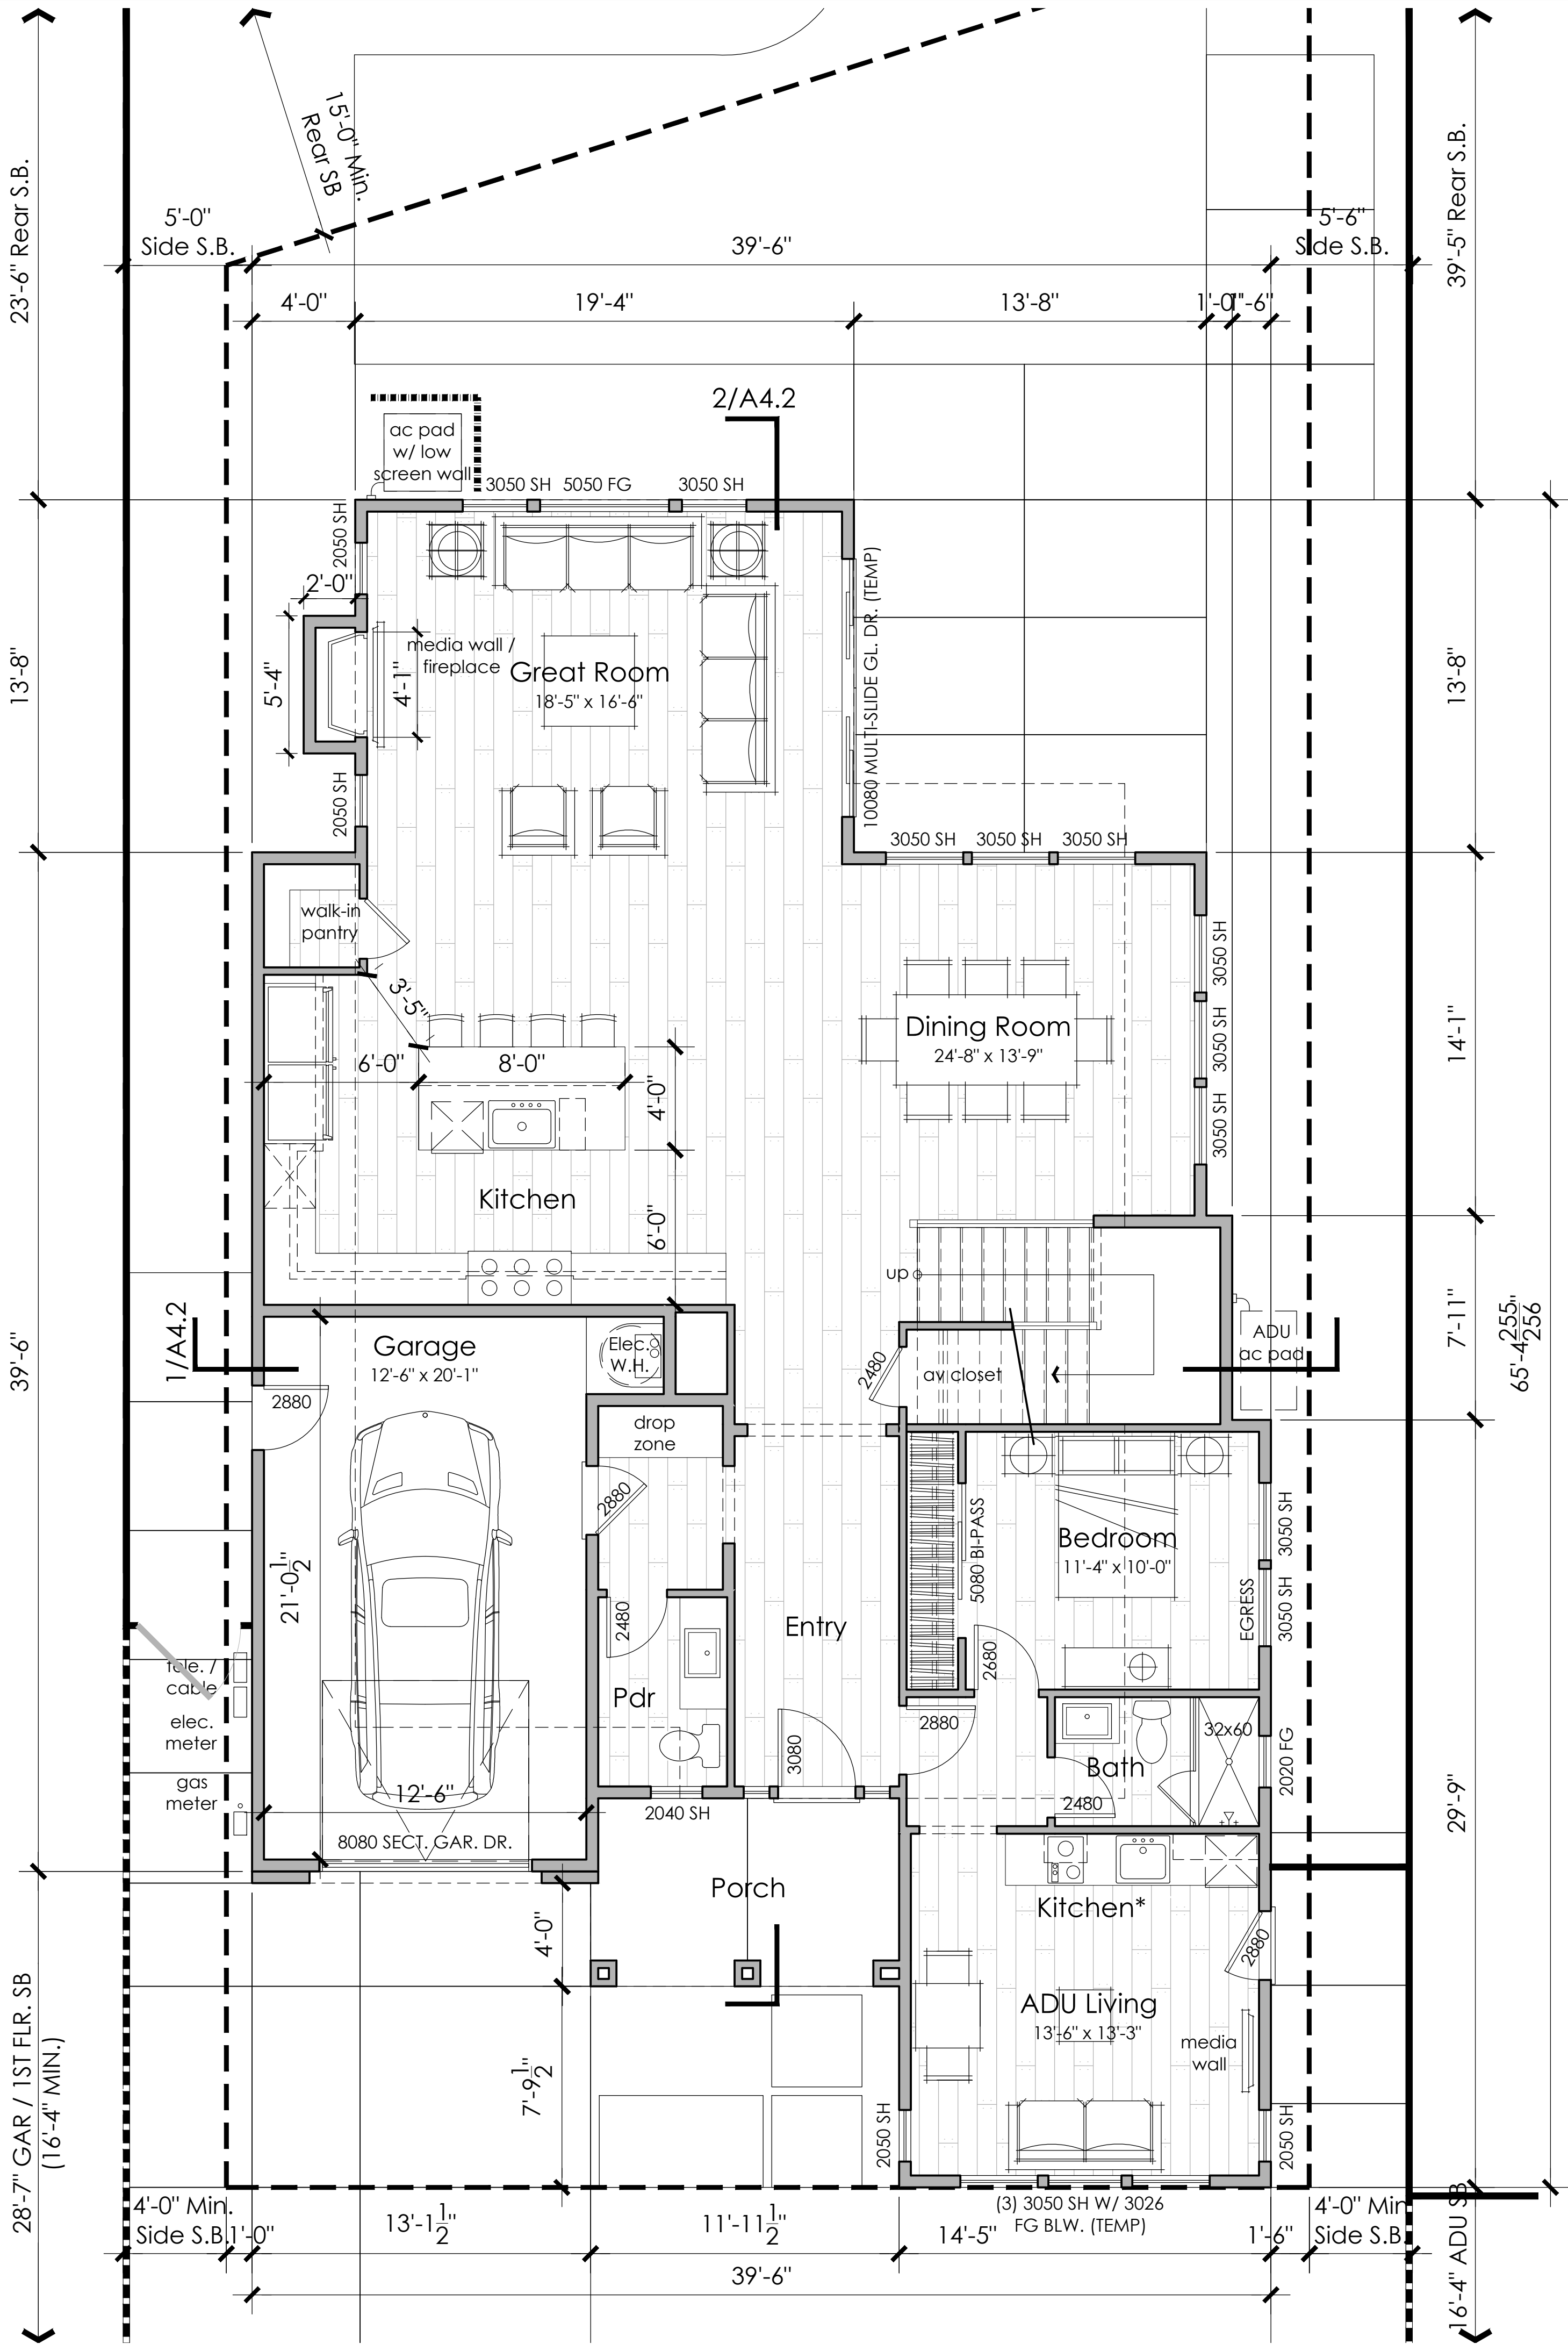 15'-0" Min.
Rear SB
23'-6" Rear S.B.
39'-5" Rear S.B.
5'-0"
Side S.B.
39'-6"
5'-6"
Side S.B.
4'-0"
19'-4"
13'-8"
1'-0"
1'-6"
2/A4.2
ac pad
w/ low
screen wall
3050 SH
5050 FG
3050 SH
2050 SH
2'-0"
5'-4"
4'-1"
media wall /
fireplace
Great Room
18'-5" x 16'-6"
10080 MULTI-SLIDE GL. DR. (TEMP)
13'-8"
13'-8"
2050 SH
3050 SH
3050 SH
3050 SH
walk-in
pantry
3'-5"
6'-0"
8'-0"
4'-0"
Dining Room
24'-8" x 13'-9"
3050 SH
3050 SH
3050 SH
14'-1"
Kitchen
6'-0"
up
1/A4.2
39'-6"
Garage
12'-6" x 20'-1"
Elec.
W.H.
2880
2480
av closet
ADU
ac pad
7'-11"
65'-4 255"
256
drop
zone
2880
5080 BI-PASS
Bedroom
11'-4" x 10'-0"
3050 SH
3050 SH
EGRESS
21'-0 1"
2
2480
Entry
2680
tele. /
cable
elec.
meter
gas
meter
Pdr
2880
3080
32x60
Bath
2480
2020 FG
12'-6"
8080 SECT. GAR. DR.
2040 SH
29'-9"
Porch
4'-0"
Kitchen*
2880
ADU Living
13'-6" x 13'-3"
media
wall
7'-9 1"
2
2050 SH
2050 SH
28'-7" GAR / 1ST FLR. SB
(16'-4" MIN.)
16'-4" ADU SB
(3) 3050 SH W/ 3026
FG BLW. (TEMP)
4'-0" Min.
Side S.B.
1'-0"
13'-1 1"
2
11'-11 1"
2
14'-5"
1'-6"
4'-0" Min
Side S.B.
39'-6"